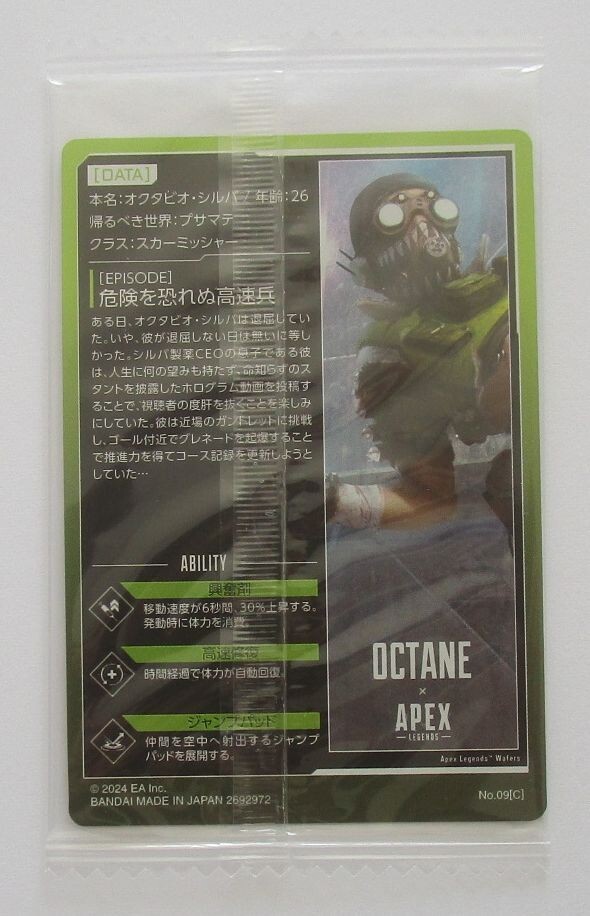 [DATA]
本名:オクタビオ・シルバ / 年齢:26
帰るべき世界:プサマテ
クラス:スカーミッシャー
[EPISODE]
危険を恐れぬ高速兵
ある日、オクタビオ・シルバは退屈してい
た。いや、彼が退屈しない日は無いに等し
かった。シルバ製薬CEOの息子である彼
は、人生に何の望みも持たず、命知らずのス
タントを披露したホログラム動画を投稿す
ることで、視聴者の度肝を抜くことを楽しみ
にしていた。彼は近場のガントレットに挑戦
し、ゴール付近でグレネードを起爆すること
で推進力を得てコース記録を更新しようと
していた…
ABILITY
興奮剤
移動速度が6秒間、30%上昇する。
発動時に体力を消費。
高速修復
時間経過で体力が自動回復。
ジャンプパッド
仲間を空中へ射出するジャンプ
パッドを展開する。
OCTANE
×
APEX
LEGENDS
Apex Legends™ Wafers
© 2024 EA Inc.
BANDAI MADE IN JAPAN 2692972
No.09[C]